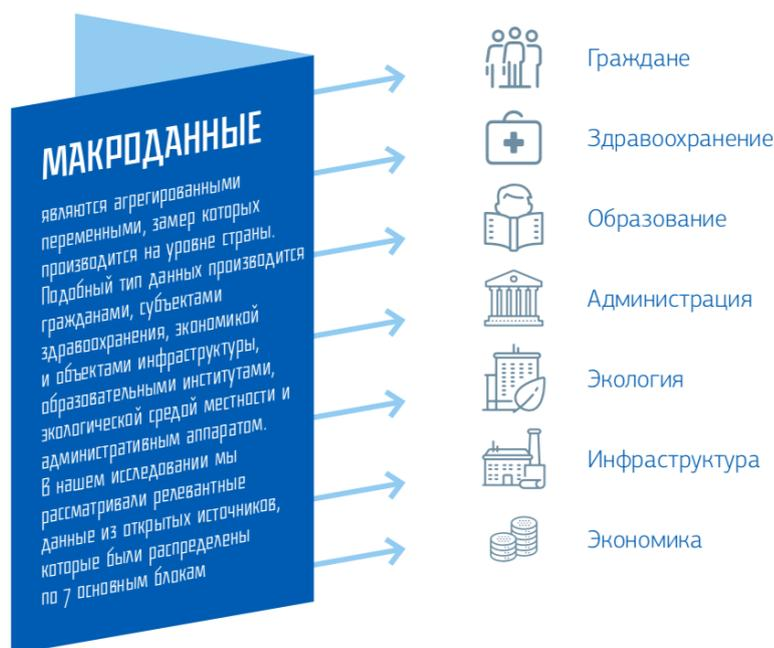 МАКРОДАННЫЕ
являются агрегированными
переменными, замер которых
производится на уровне страны.
Подобный тип данных производится
гражданами, субъектами
здравоохранения, экономикой
и объектами инфраструктуры,
образовательными институтами,
экологической средой местности и
административным аппаратом.
В нашем исследовании мы
рассматривали релевантные
данные из открытых источников,
которые были распределены
по 7 основным блокам
Граждане
Здравоохранение
Образование
Администрация
Экология
Инфраструктура
Экономика